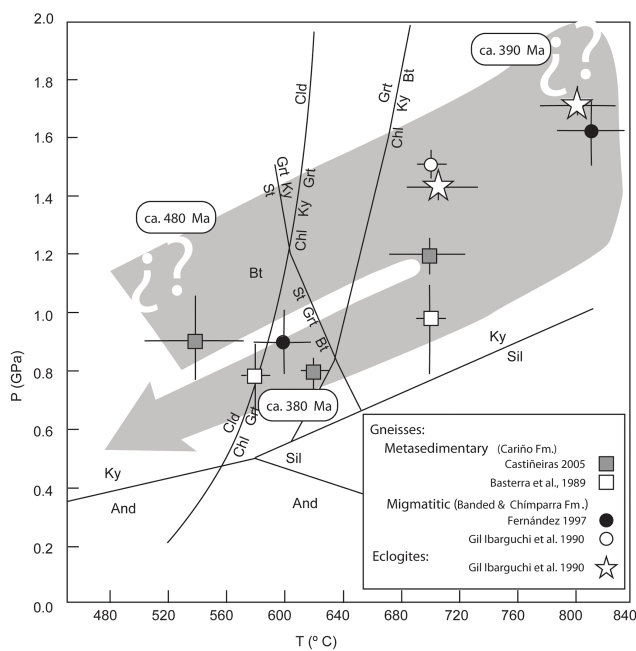 2.0
1.8
1.6
1.4
1.2
1.0
0.8
0.6
0.4
0.2
0.0
P (GPa)
480
520
560
600
640
680
720
760
800
840
T (º C)
ca. 390 Ma
¿?
ca. 480 Ma
¿?
ca. 380 Ma
Cld
Grt
Ky
Chl
Grt Ky
St
Grt
Chl
Bt
Ky
Bt
St
Grt
Bt
Cld
Chl
Grt
Ky
Sil
Ky
And
Sil
And
Gneisses:
Metasedimentary (Cariño Fm.)
Castiñeiras 2005
Basterra et al., 1989
Migmatitic (Banded & Chímparra Fm.)
Fernández 1997
Gil Ibarguchi et al. 1990
Eclogites:
Gil Ibarguchi et al. 1990